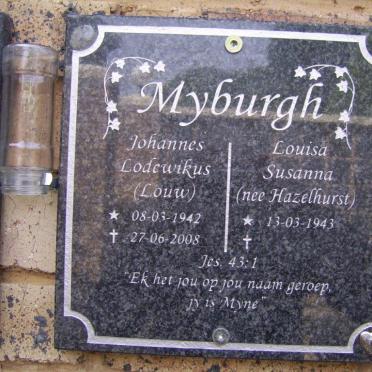 Myburgh
Johannes
Lodewikus
(Louw)
★ 08-03-1942
✝ 27-06-2008
Louisa
Susanna
(nee Hazelhurst)
★ 13-03-1943
✝
Jes. 43:1
"Ek het jou op jou naam geroep,
jy is Myne"